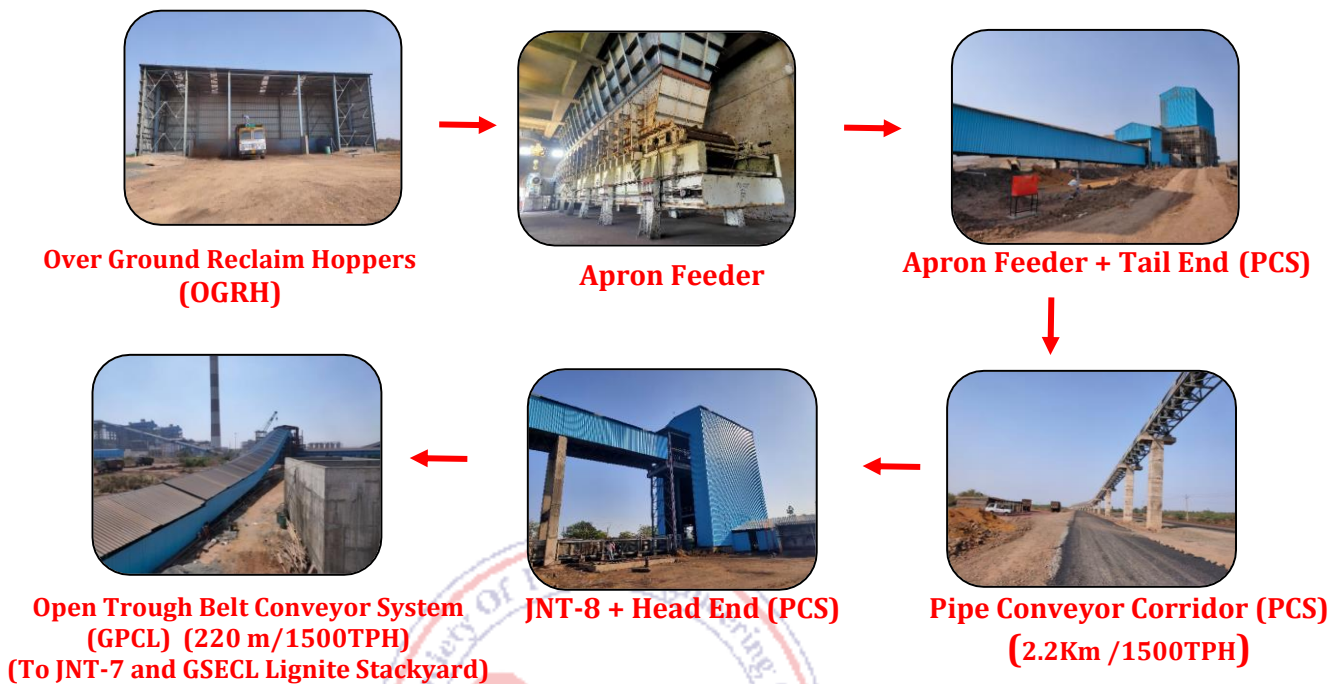 Over Ground Reclaim Hoppers
(OGRH)
Apron Feeder
Apron Feeder + Tail End (PCS)
Open Trough Belt Conveyor System
(GPCL) (220 m/1500TPH)
(To JNT-7 and GSECL Lignite Stackyard)
JNT-8 + Head End (PCS)
Pipe Conveyor Corridor (PCS)
(2.2Km /1500TPH)